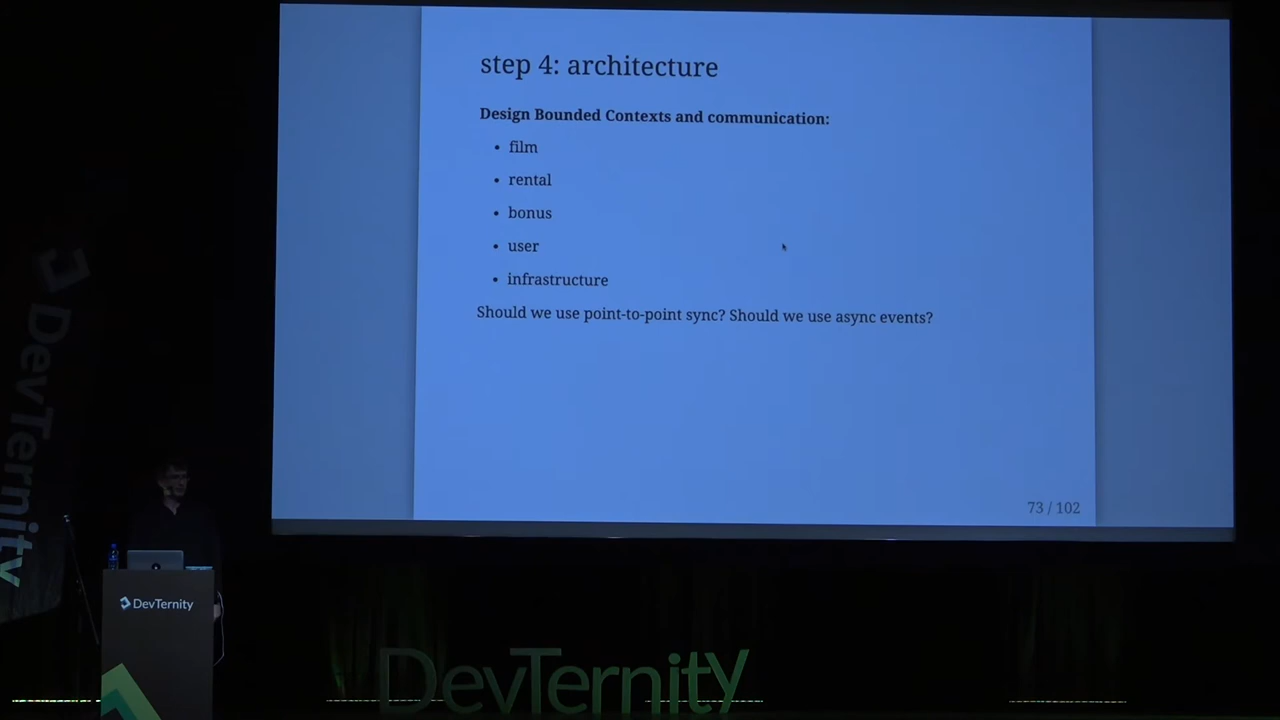 step 4: architecture
Design Bounded Contexts and communication:
• film
• rental
• bonus
• user
• infrastructure
Should we use point-to-point sync? Should we use async events?
73 / 102
DevTernity
DevTernity
DevTernity